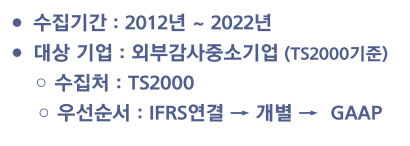 • 수집기간 : 2012년 ~ 2022년
• 대상 기업 : 외부감사중소기업 (TS2000기준)
○ 수집처 : TS2000
○ 우선순서 : IFRS연결 → 개별 → GAAP